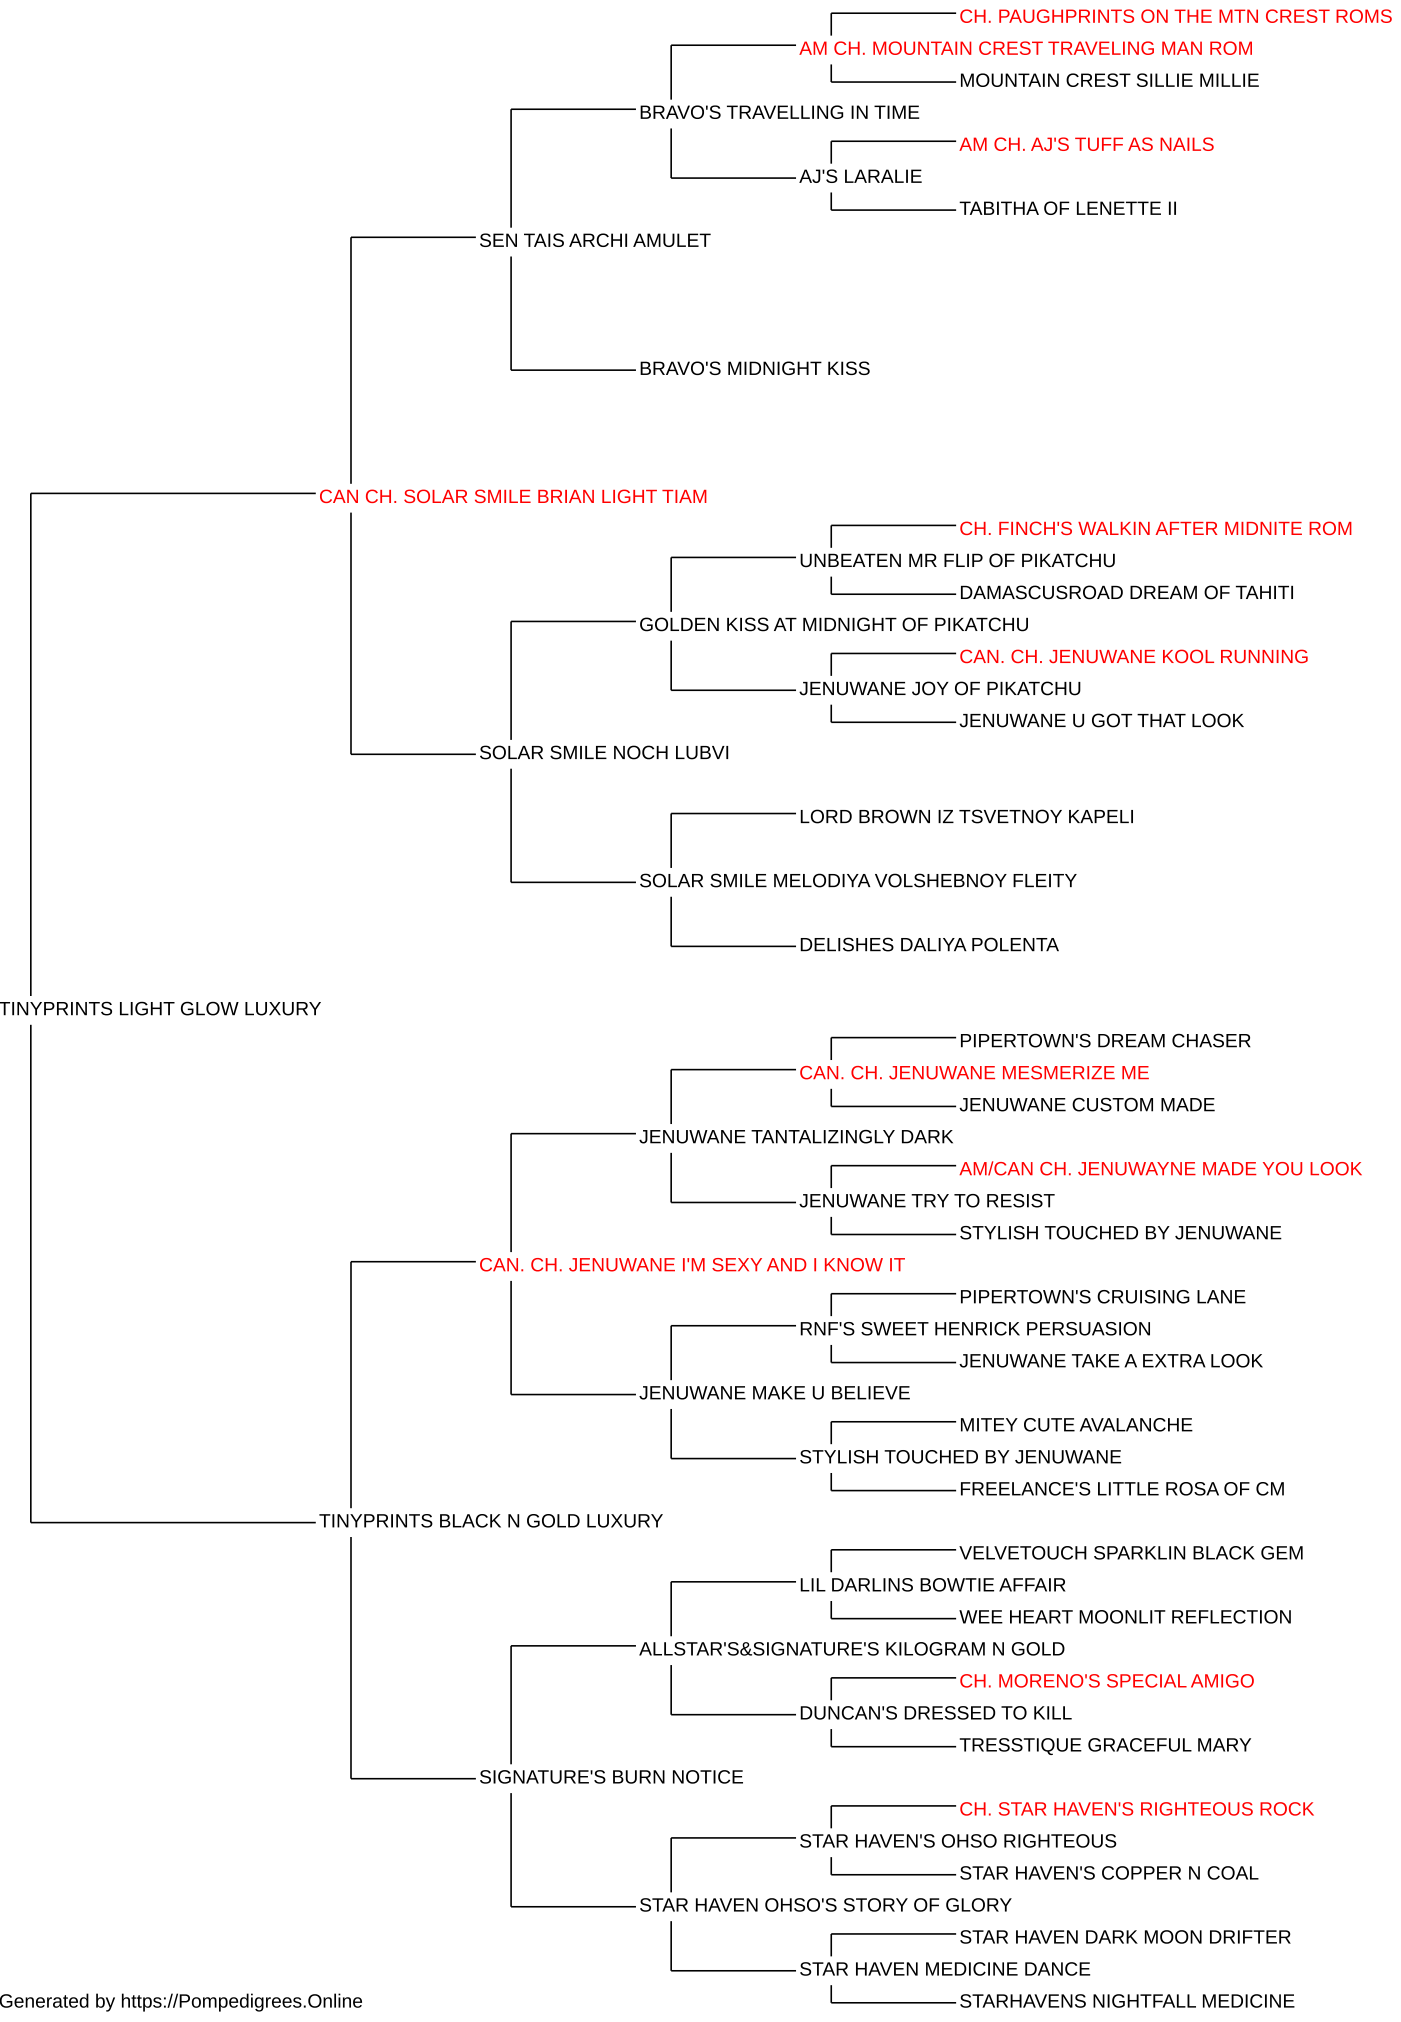 CH. PAUGHPRINTS ON THE MTN CREST ROMS
AM CH. MOUNTAIN CREST TRAVELING MAN ROM
MOUNTAIN CREST SILLIE MILLIE
BRAVO'S TRAVELLING IN TIME
AM CH. AJ'S TUFF AS NAILS
AJ'S LARALIE
TABITHA OF LENETTE II
SEN TAIS ARCHI AMULET
BRAVO'S MIDNIGHT KISS
CAN CH. SOLAR SMILE BRIAN LIGHT TIAM
CH. FINCH'S WALKIN AFTER MIDNITE ROM
UNBEATEN MR FLIP OF PIKATCHU
DAMASCUSROAD DREAM OF TAHITI
GOLDEN KISS AT MIDNIGHT OF PIKATCHU
CAN. CH. JENUWANE KOOL RUNNING
JENUWANE JOY OF PIKATCHU
JENUWANE U GOT THAT LOOK
SOLAR SMILE NOCH LUBVI
LORD BROWN IZ TSVETNOY KAPELI
SOLAR SMILE MELODIYA VOLSHEBNOY FLEITY
DELISHES DALIYA POLENTA
TINYPRINTS LIGHT GLOW LUXURY
PIPERTOWN'S DREAM CHASER
CAN. CH. JENUWANE MESMERIZE ME
JENUWANE CUSTOM MADE
JENUWANE TANTALIZINGLY DARK
AM/CAN CH. JENUWAYNE MADE YOU LOOK
JENUWANE TRY TO RESIST
STYLISH TOUCHED BY JENUWANE
CAN. CH. JENUWANE I'M SEXY AND I KNOW IT
PIPERTOWN'S CRUISING LANE
RNF'S SWEET HENRICK PERSUASION
JENUWANE TAKE A EXTRA LOOK
JENUWANE MAKE U BELIEVE
MITEY CUTE AVALANCHE
STYLISH TOUCHED BY JENUWANE
FREELANCE'S LITTLE ROSA OF CM
TINYPRINTS BLACK N GOLD LUXURY
VELVETOUCH SPARKLIN BLACK GEM
LIL DARLINS BOWTIE AFFAIR
WEE HEART MOONLIT REFLECTION
ALLSTAR'S&SIGNATURE'S KILOGRAM N GOLD
CH. MORENO'S SPECIAL AMIGO
DUNCAN'S DRESSED TO KILL
TRESSTIQUE GRACEFUL MARY
SIGNATURE'S BURN NOTICE
CH. STAR HAVEN'S RIGHTEOUS ROCK
STAR HAVEN'S OHSO RIGHTEOUS
STAR HAVEN'S COPPER N COAL
STAR HAVEN OHSO'S STORY OF GLORY
STAR HAVEN DARK MOON DRIFTER
STAR HAVEN MEDICINE DANCE
STARHAVENS NIGHTFALL MEDICINE
Generated by https://Pompedigrees.Online